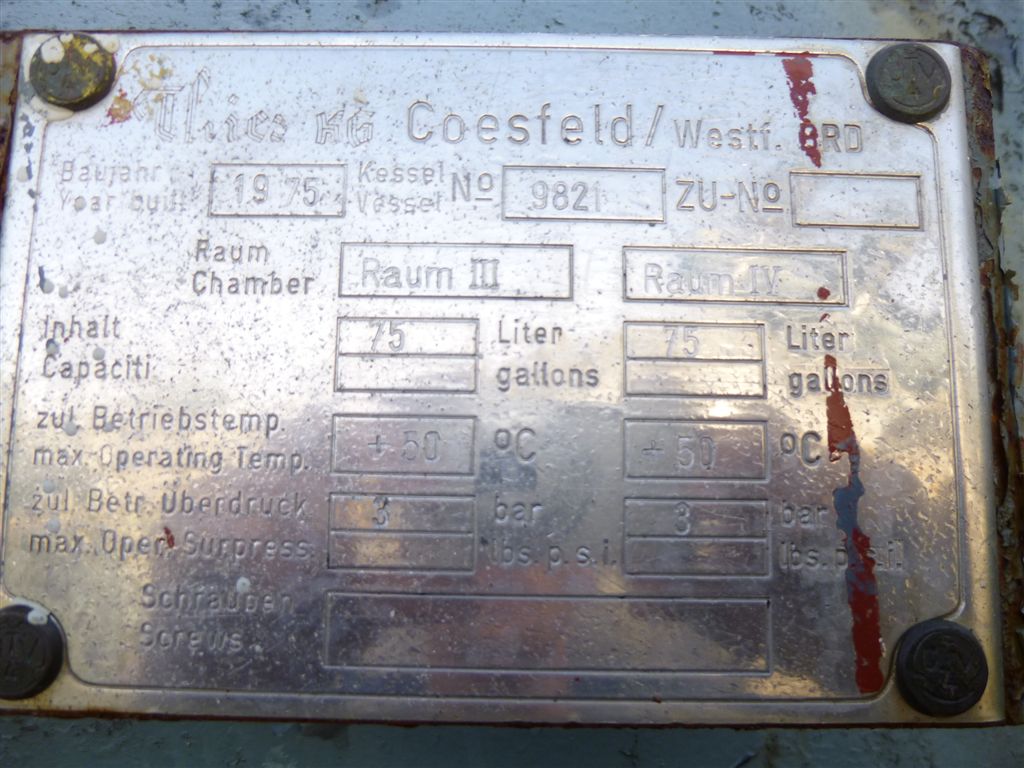 Thies KG Coesfeld/Westf. BRD
Baujahr 1975 Kessel Nº 9821 ZU-Nº
Year built Vessel
Raum Raum III Raum IV
Chamber
Inhalt 75 Liter 75 Liter
Capaciti gallons gallons
zul. Betriebstemp. +50 ºC +50 ºC
max. Operating Temp.
zul. Betr. Überdruck 3 bar 3 bar
max. Oper. Surpress. lbs. p.s.i. lbs. p.s.i.
Schrauben
Screws